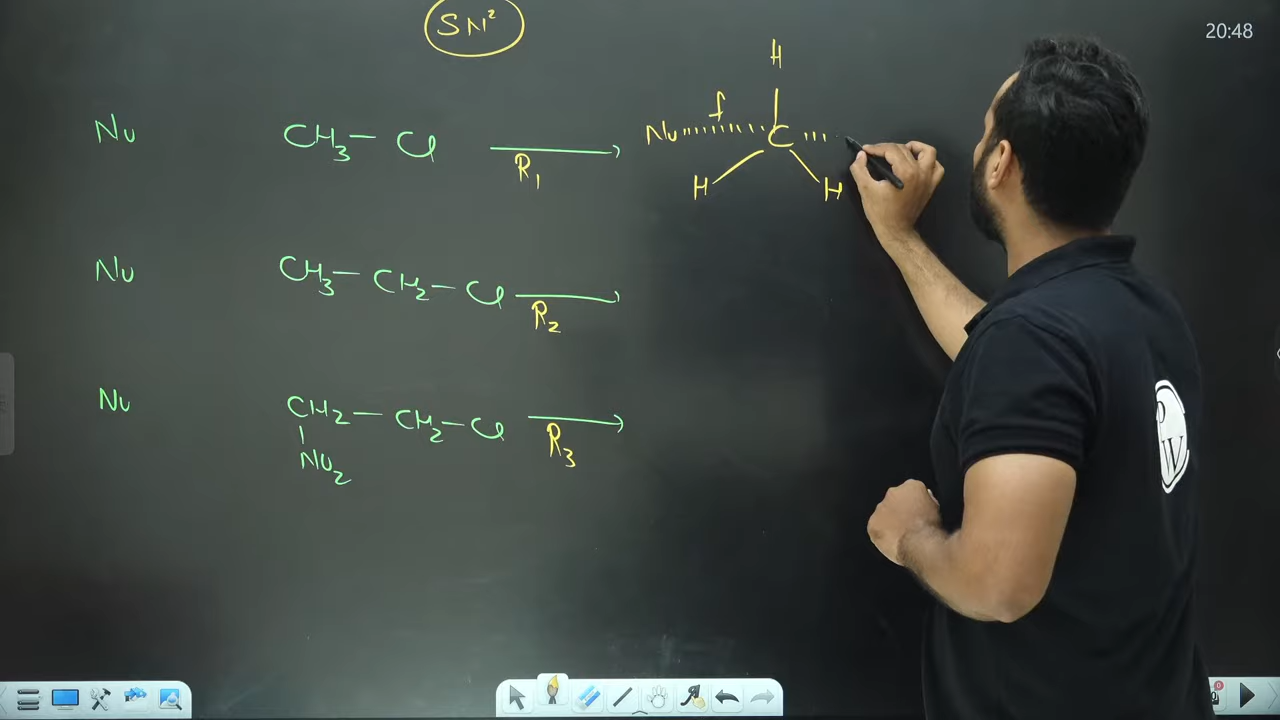 SN²
20:48
H
Nu CH₃ — Cl R₁ Nu f C
H H
Nu CH₃ — CH₂ — Cl R₂
Nu CH₂ — CH₂ — Cl R₃
NO₂
PW